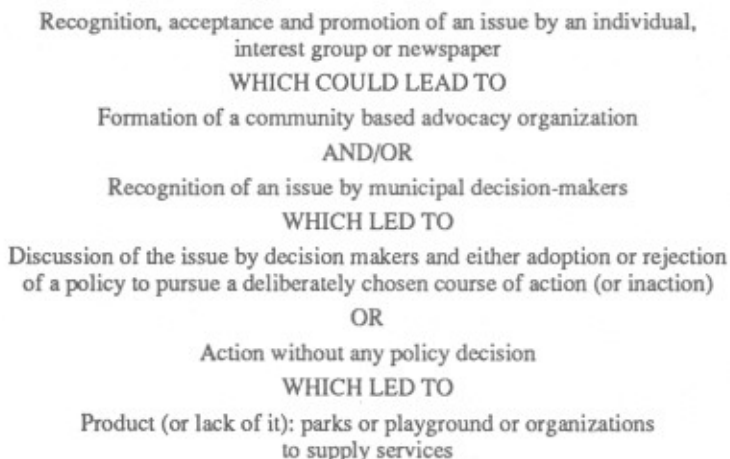 Recognition, acceptance and promotion of an issue by an individual,
interest group or newspaper
WHICH COULD LEAD TO
Formation of a community based advocacy organization
AND/OR
Recognition of an issue by municipal decision-makers
WHICH LED TO
Discussion of the issue by decision makers and either adoption or rejection
of a policy to pursue a deliberately chosen course of action (or inaction)
OR
Action without any policy decision
WHICH LED TO
Product (or lack of it): parks or playground or organizations
to supply services